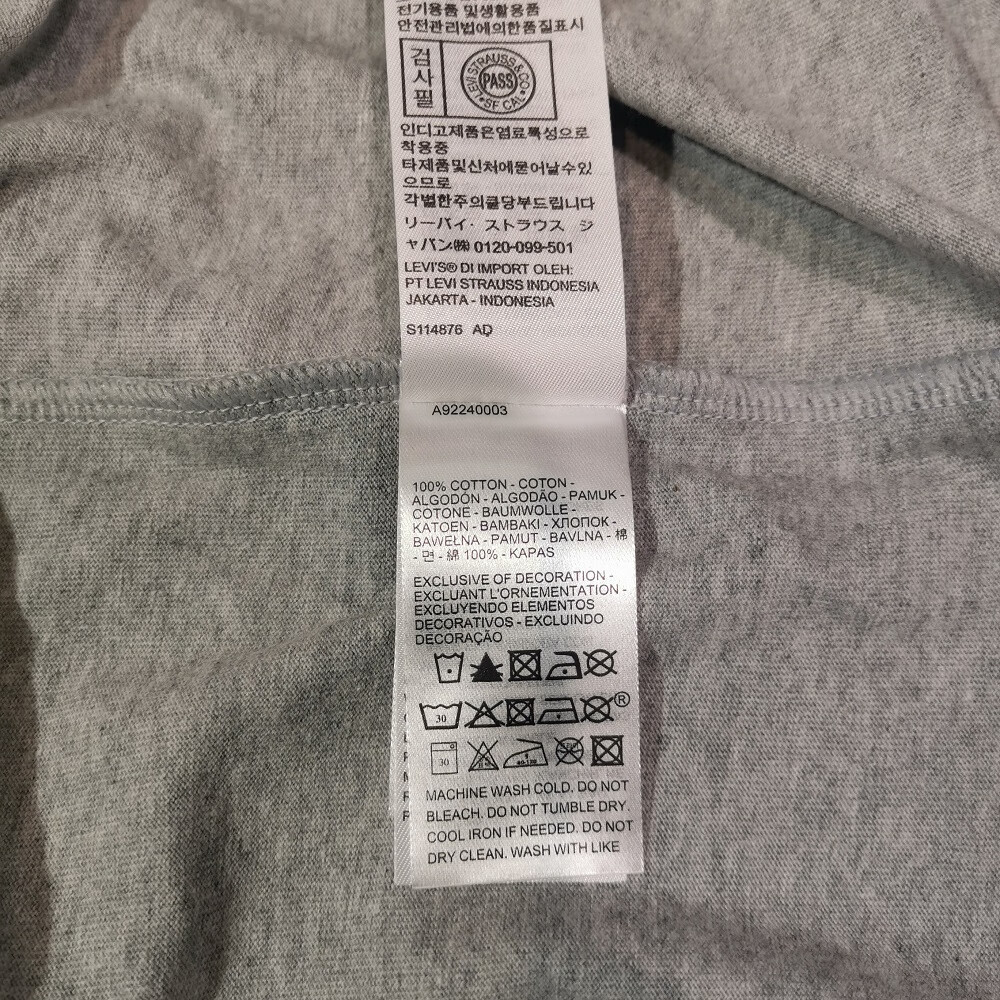 전기용품 및생활용품
안전관리법에의한품질표시
검
사
필
LEVI STRAUSS & CO
PASS
SF CAL
인디고제품은염료특성으로
착용중
타제품및신처에묻어날수있
으므로
각별한주의를당부드립니다
リーバイ・ストラウス ジ
ャパン㈱ 0120-099-501
LEVI'S® DI IMPORT OLEH:
PT LEVI STRAUSS INDONESIA
JAKARTA - INDONESIA
S114876 AD
A92240003
100% COTTON - COTON -
ALGODÓN - ALGODÃO - PAMUK -
COTONE - BAUMWOLLE -
KATOEN - BAMBAKI - ХЛОПОК -
BAWEŁNA - PAMUT - BAVLNA - 棉
- 면 - 綿 100% - KAPAS
EXCLUSIVE OF DECORATION -
EXCLUANT L'ORNEMENTATION -
EXCLUYENDO ELEMENTOS
DECORATIVOS - EXCLUINDO
DECORAÇÃO
30 ®
30
MACHINE WASH COLD. DO NOT
BLEACH. DO NOT TUMBLE DRY.
COOL IRON IF NEEDED. DO NOT
DRY CLEAN. WASH WITH LIKE